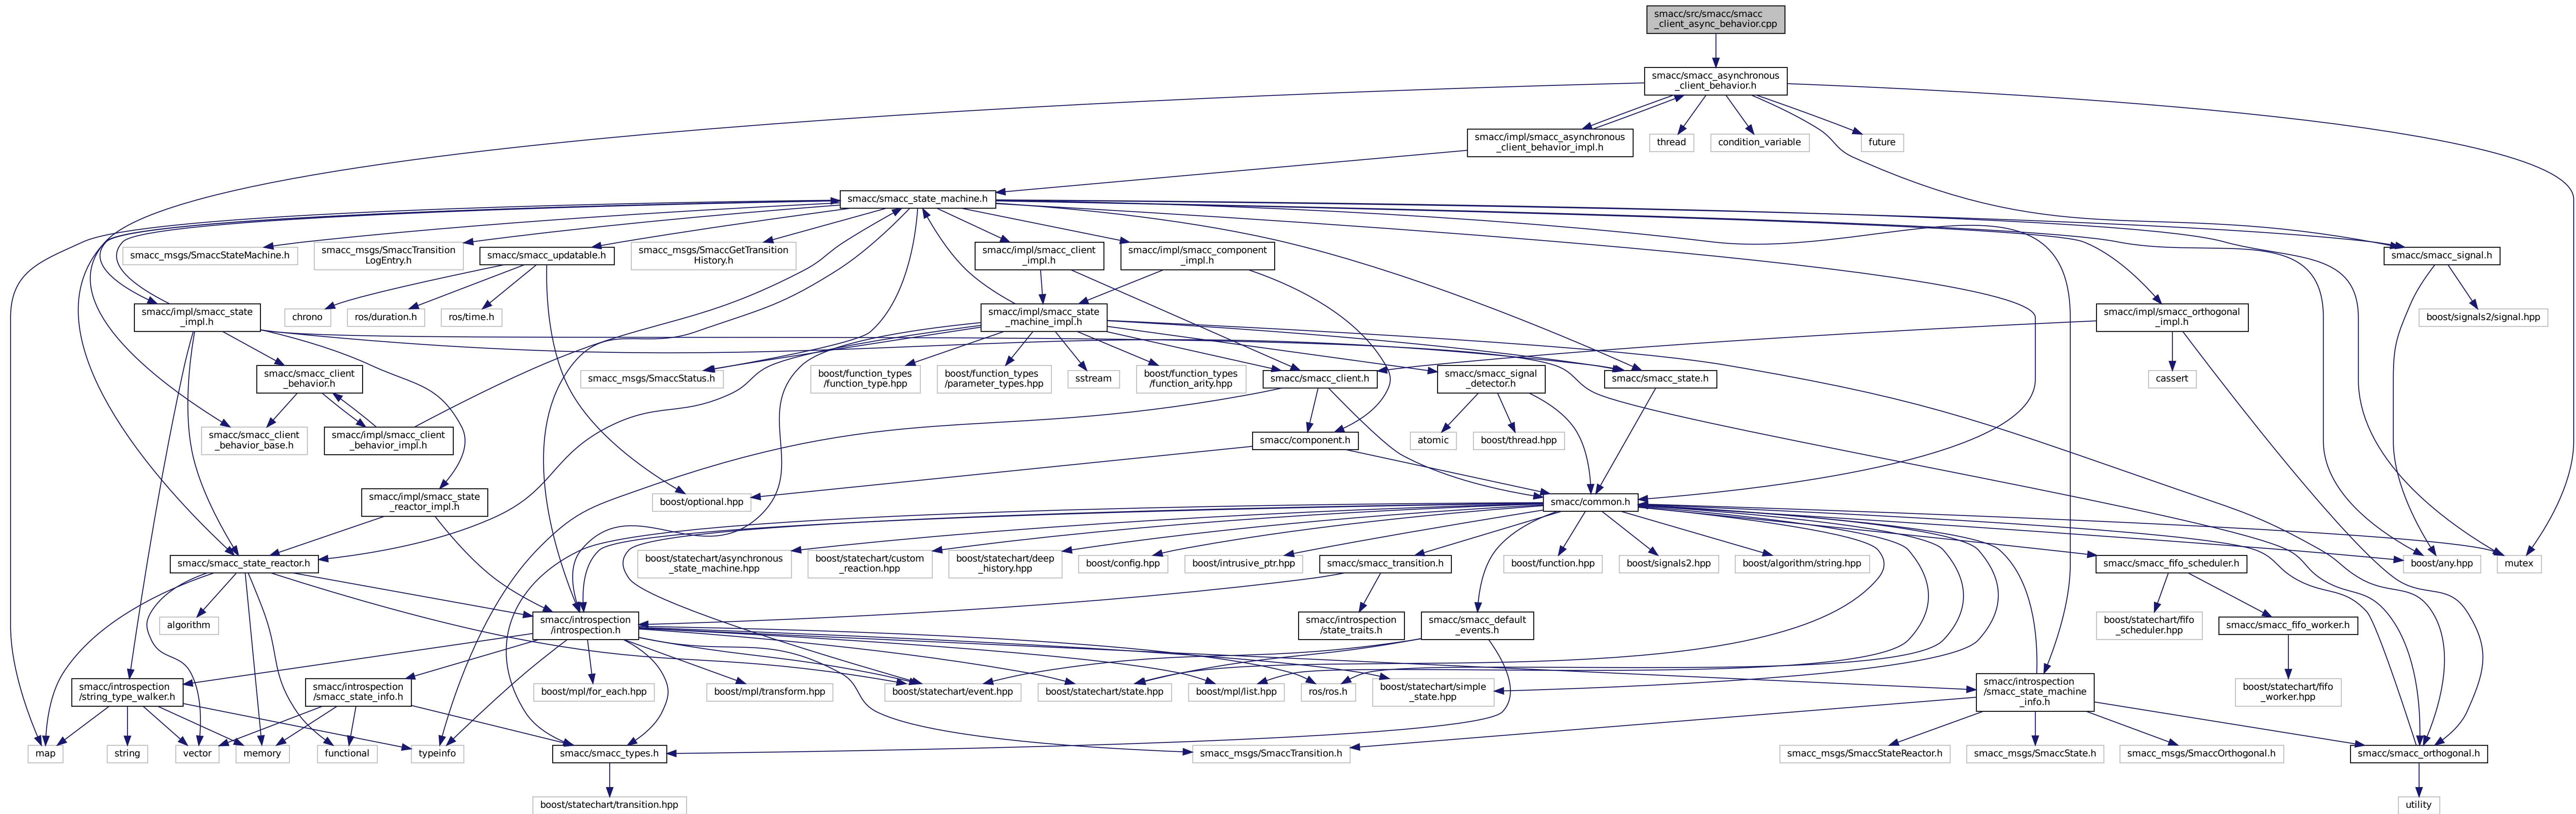 smacc/src/smacc/smacc
_client_async_behavior.cpp
smacc/smacc_asynchronous
_client_behavior.h
smacc/impl/smacc_asynchronous
_client_behavior_impl.h
thread
condition_variable
future
smacc/smacc_state_machine.h
smacc_msgs/SmaccStateMachine.h
smacc_msgs/SmaccTransition
LogEntry.h
smacc/smacc_updatable.h
smacc_msgs/SmaccGetTransition
History.h
smacc/impl/smacc_client
_impl.h
smacc/impl/smacc_component
_impl.h
smacc/smacc_signal.h
smacc/impl/smacc_state
_impl.h
chrono
ros/duration.h
ros/time.h
smacc/impl/smacc_state
_machine_impl.h
smacc/impl/smacc_orthogonal
_impl.h
boost/signals2/signal.hpp
smacc/smacc_client
_behavior.h
smacc_msgs/SmaccStatus.h
boost/function_types
/function_type.hpp
boost/function_types
/parameter_types.hpp
sstream
boost/function_types
/function_arity.hpp
smacc/smacc_client.h
smacc/smacc_signal
_detector.h
smacc/smacc_state.h
cassert
smacc/smacc_client
_behavior_base.h
smacc/impl/smacc_client
_behavior_impl.h
smacc/component.h
atomic
boost/thread.hpp
smacc/impl/smacc_state
_reactor_impl.h
boost/optional.hpp
smacc/common.h
smacc/smacc_state_reactor.h
boost/statechart/asynchronous
_state_machine.hpp
boost/statechart/custom
_reaction.hpp
boost/statechart/deep
_history.hpp
boost/config.hpp
boost/intrusive_ptr.hpp
smacc/smacc_transition.h
boost/function.hpp
boost/signals2.hpp
boost/algorithm/string.hpp
smacc/smacc_fifo_scheduler.h
boost/any.hpp
mutex
algorithm
smacc/introspection
/introspection.h
smacc/introspection
/state_traits.h
smacc/smacc_default
_events.h
boost/statechart/fifo
_scheduler.hpp
smacc/smacc_fifo_worker.h
smacc/introspection
/string_type_walker.h
smacc/introspection
/smacc_state_info.h
boost/mpl/for_each.hpp
boost/mpl/transform.hpp
boost/statechart/event.hpp
boost/statechart/state.hpp
boost/mpl/list.hpp
ros/ros.h
boost/statechart/simple
_state.hpp
smacc/introspection
/smacc_state_machine
_info.h
boost/statechart/fifo
_worker.hpp
map
string
vector
memory
functional
typeinfo
smacc/smacc_types.h
smacc_msgs/SmaccTransition.h
smacc_msgs/SmaccStateReactor.h
smacc_msgs/SmaccState.h
smacc_msgs/SmaccOrthogonal.h
smacc/smacc_orthogonal.h
boost/statechart/transition.hpp
utility